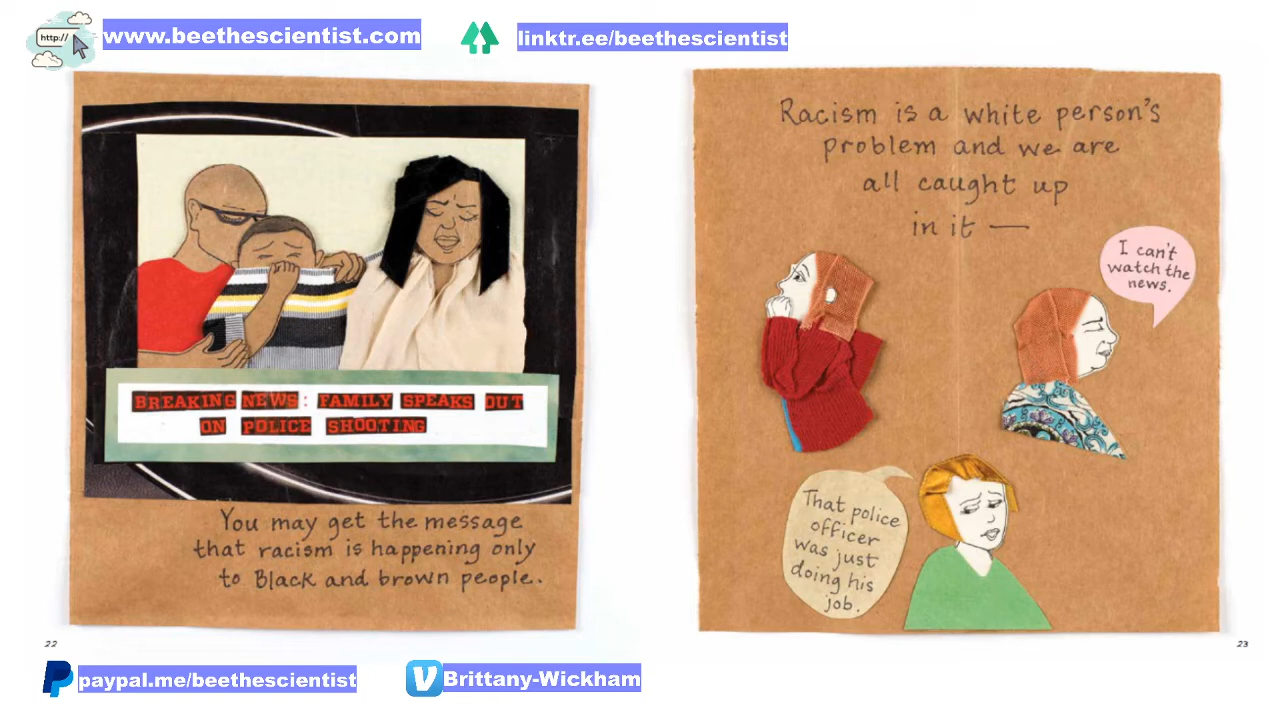 http://
www.beethescientist.com
linktr.ee/beethescientist
BREAKING NEWS: FAMILY SPEAKS OUT
ON POLICE SHOOTING
You may get the message
that racism is happening only
to Black and brown people.
22
Racism is a white person's
problem and we are
all caught up
in it —
I can't
watch the
news.
That police
officer
was just
doing his
job.
23
paypal.me/beethescientist
Brittany-Wickham